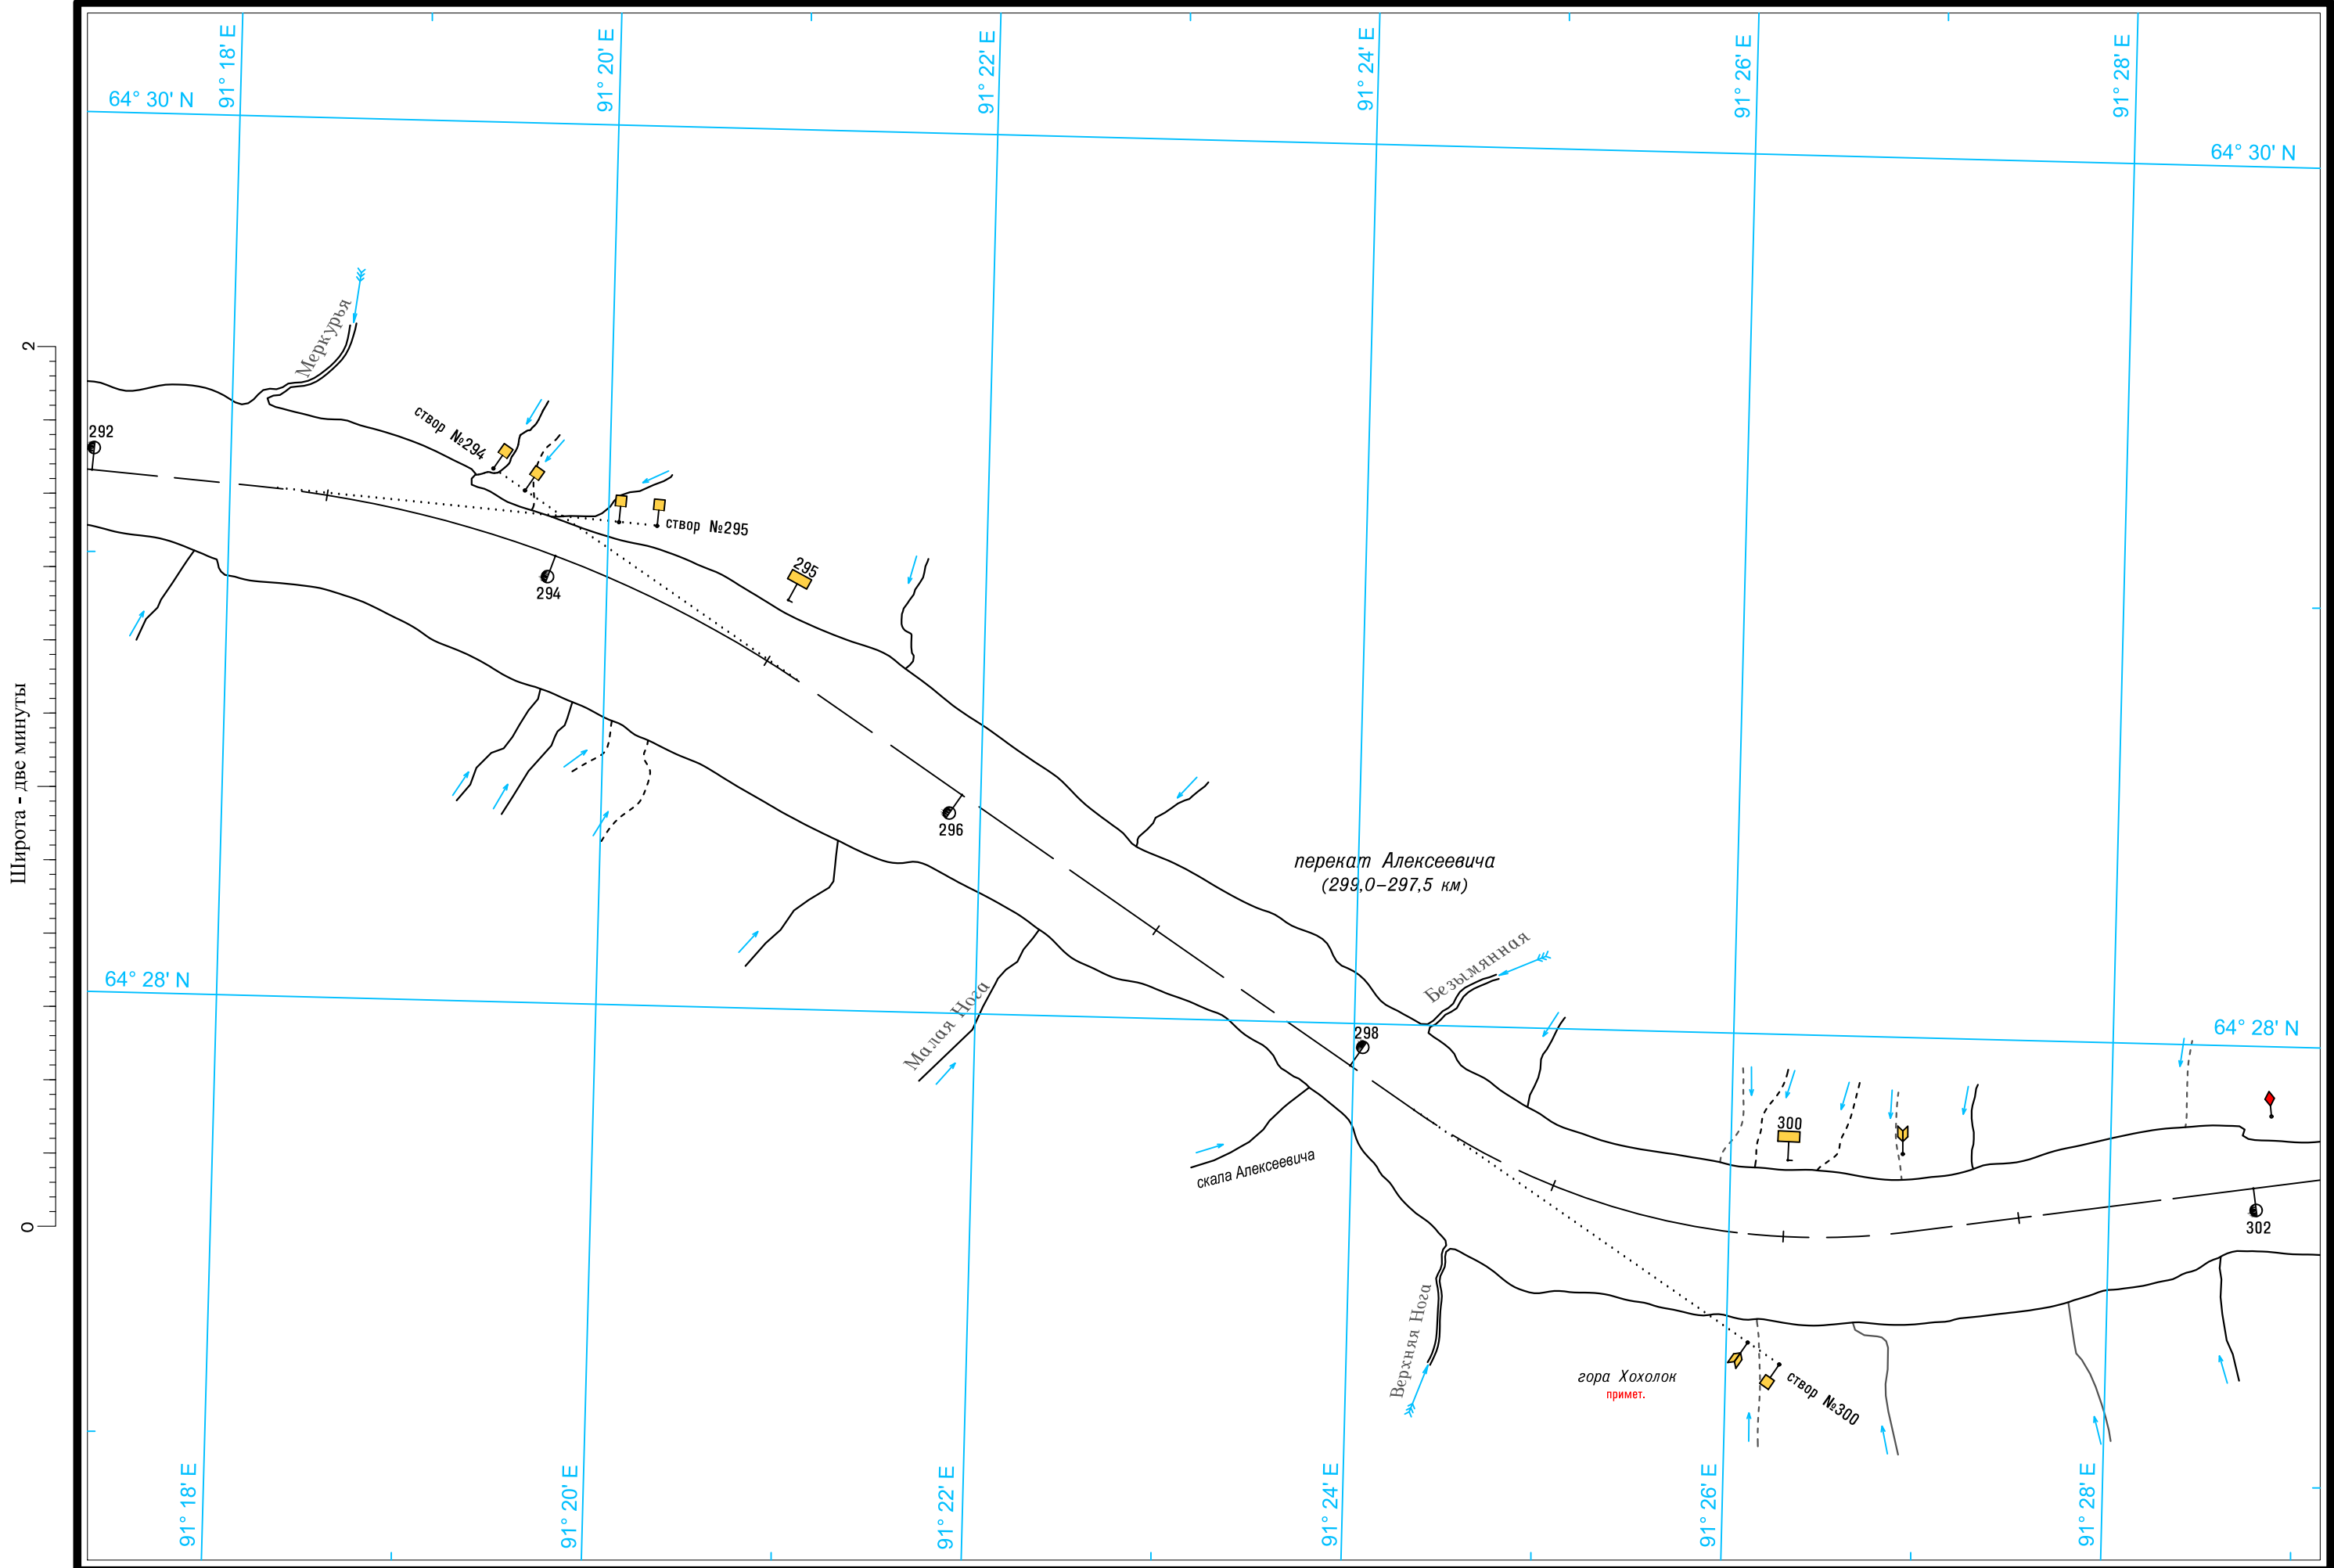 91° 18' E
91° 20' E
91° 22' E
91° 24' E
91° 26' E
91° 28' E
64° 30' N
64° 30' N
2
Меркурья
292
створ №294
створ №295
294
295
Широта - две минуты
296
перекат Алексеевича
(299,0–297,5 км)
Безымянная
64° 28' N
Малая Нога
64° 28' N
298
300
скала Алексеевича
0
302
Верхняя Нога
гора Хохолок
примет.
створ №300
91° 18' E
91° 20' E
91° 22' E
91° 24' E
91° 26' E
91° 28' E